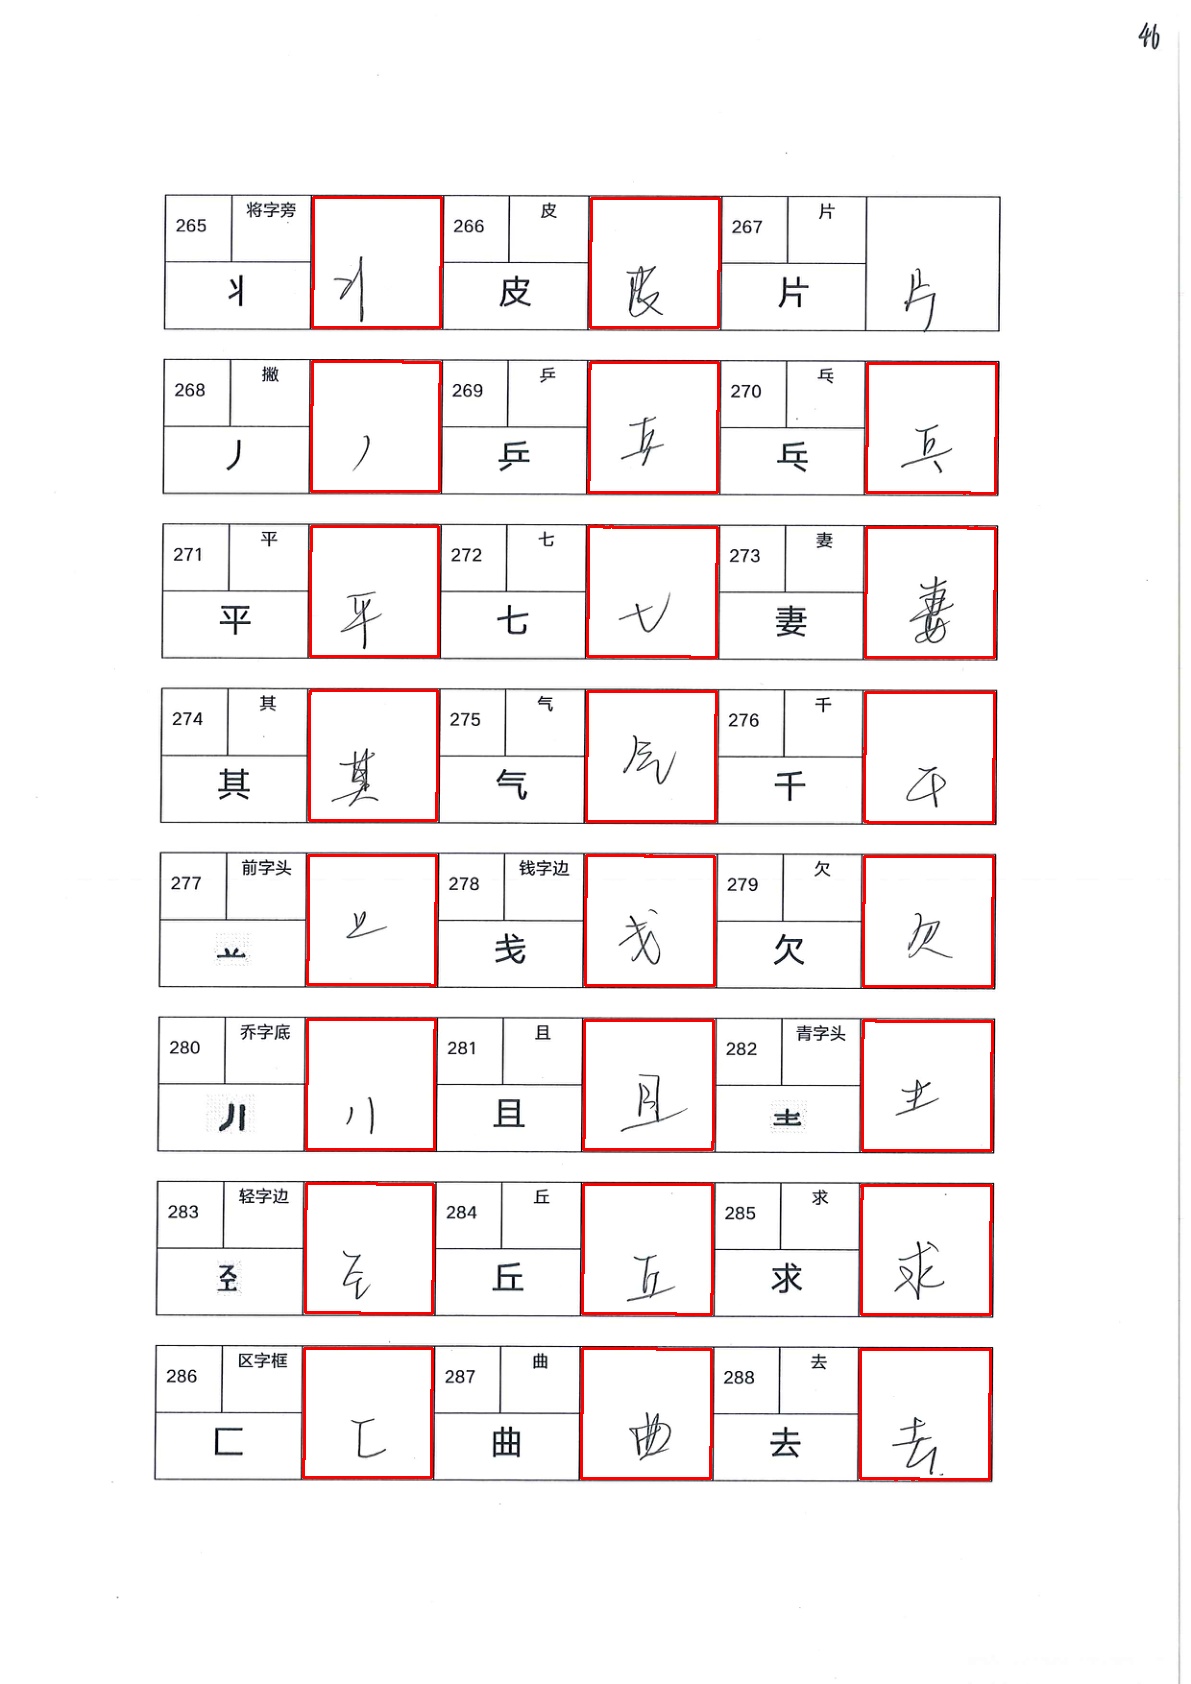 46
265 将字旁 丬 丬 266 皮 皮 皮 267 片 片 片
268 撇 丿 丿 269 乒 乒 乒 270 乓 乓 乓
271 平 平 平 272 七 七 七 273 妻 妻 妻
274 其 其 其 275 气 气 气 276 千 千 千
277 前字头 䒑 䒑 278 钱字边 戋 戋 279 欠 欠 欠
280 乔字底 丿丨 丿丨 281 且 且 且 282 青字头 龶 龶
283 轻字边 𢀖 𢀖 284 丘 丘 丘 285 求 求 求
286 区字框 匚 匚 287 曲 曲 曲 288 去 去 去